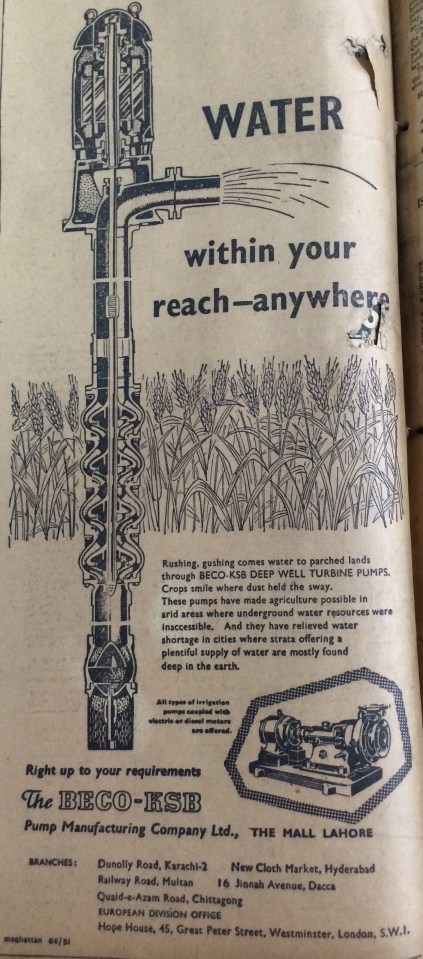 WATER
within your
reach—anywhere
Rushing, gushing comes water to parched lands
through BECO-KSB DEEP WELL TURBINE PUMPS.
Crops smile where dust held the sway.
These pumps have made agriculture possible in
arid areas where underground water resources were
inaccessible. And they have relieved water
shortage in cities where strata offering a
plentiful supply of water are mostly found
deep in the earth.
All types of irrigation
pumps coupled with
electric or diesel motors
are offered.
Right up to your requirements
The BECO-KSB
Pump Manufacturing Company Ltd., THE MALL LAHORE
BRANCHES: Dunolly Road, Karachi-2 New Cloth Market, Hyderabad
Railway Road, Multan 16 Jinnah Avenue, Dacca
Quaid-e-Azam Road, Chittagong
EUROPEAN DIVISION OFFICE
Hope House, 45, Great Peter Street, Westminster, London, S.W.1.
manhattan